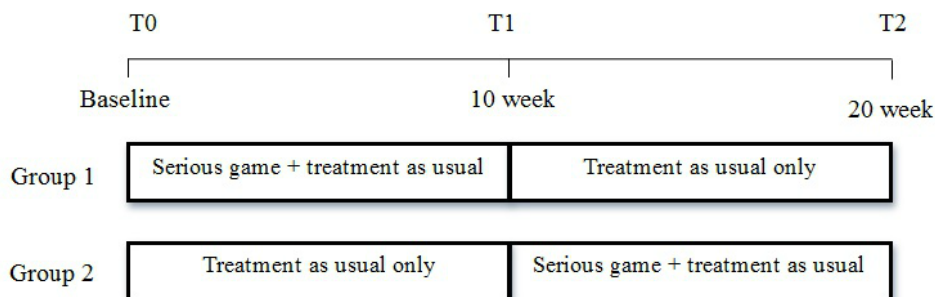 T0 T1 T2
Baseline 10 week 20 week
Group 1 Serious game + treatment as usual Treatment as usual only
Group 2 Treatment as usual only Serious game + treatment as usual